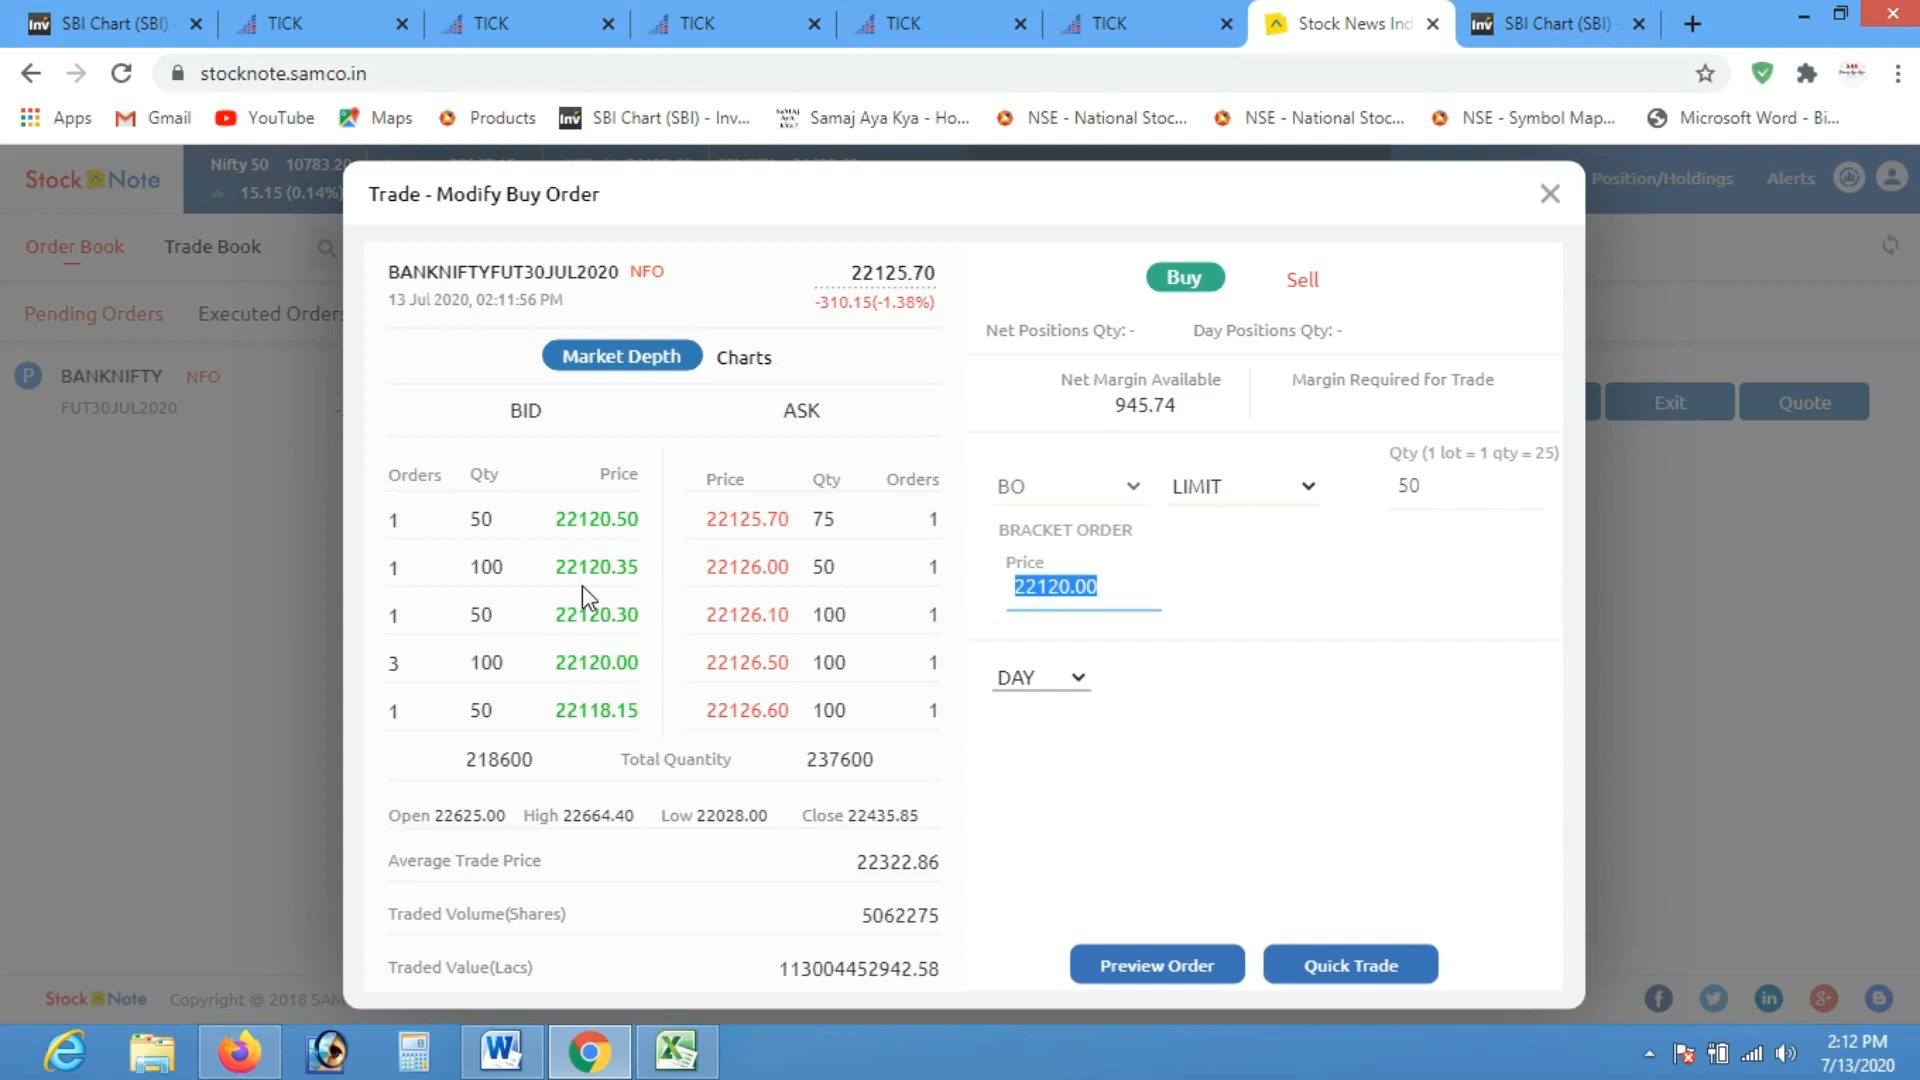 SBI Chart (SBI)
TICK
TICK
TICK
TICK
TICK
Stock News Ind
SBI Chart (SBI)
stocknote.samco.in
Apps
Gmail
YouTube
Maps
Products
SBI Chart (SBI) - Inv...
Samaj Aya Kya - Ho...
NSE - National Stoc...
NSE - National Stoc...
NSE - Symbol Map...
Microsoft Word - Bi...
Stock Note
Nifty 50 10783.20
15.15 (0.14%)
Position/Holdings
Alerts
Order Book
Trade Book
Pending Orders
Executed Orders
P BANKNIFTY NFO
FUT30JUL2020
Exit
Quote
Trade - Modify Buy Order
BANKNIFTYFUT30JUL2020 NFO 22125.70
13 Jul 2020, 02:11:56 PM -310.15(-1.38%)
Market Depth Charts
BID ASK
Orders Qty Price Price Qty Orders
1 50 22120.50 22125.70 75 1
1 100 22120.35 22126.00 50 1
1 50 22120.30 22126.10 100 1
3 100 22120.00 22126.50 100 1
1 50 22118.15 22126.60 100 1
218600 Total Quantity 237600
Open 22625.00 High 22664.40 Low 22028.00 Close 22435.85
Average Trade Price 22322.86
Traded Volume(Shares) 5062275
Traded Value(Lacs) 113004452942.58
Buy Sell
Net Positions Qty: - Day Positions Qty: -
Net Margin Available Margin Required for Trade
945.74
Qty (1 lot = 1 qty = 25)
BO LIMIT 50
BRACKET ORDER
Price
22120.00
DAY
Preview Order Quick Trade
Stock Note Copyright @ 2018 SAM
2:12 PM
7/13/2020